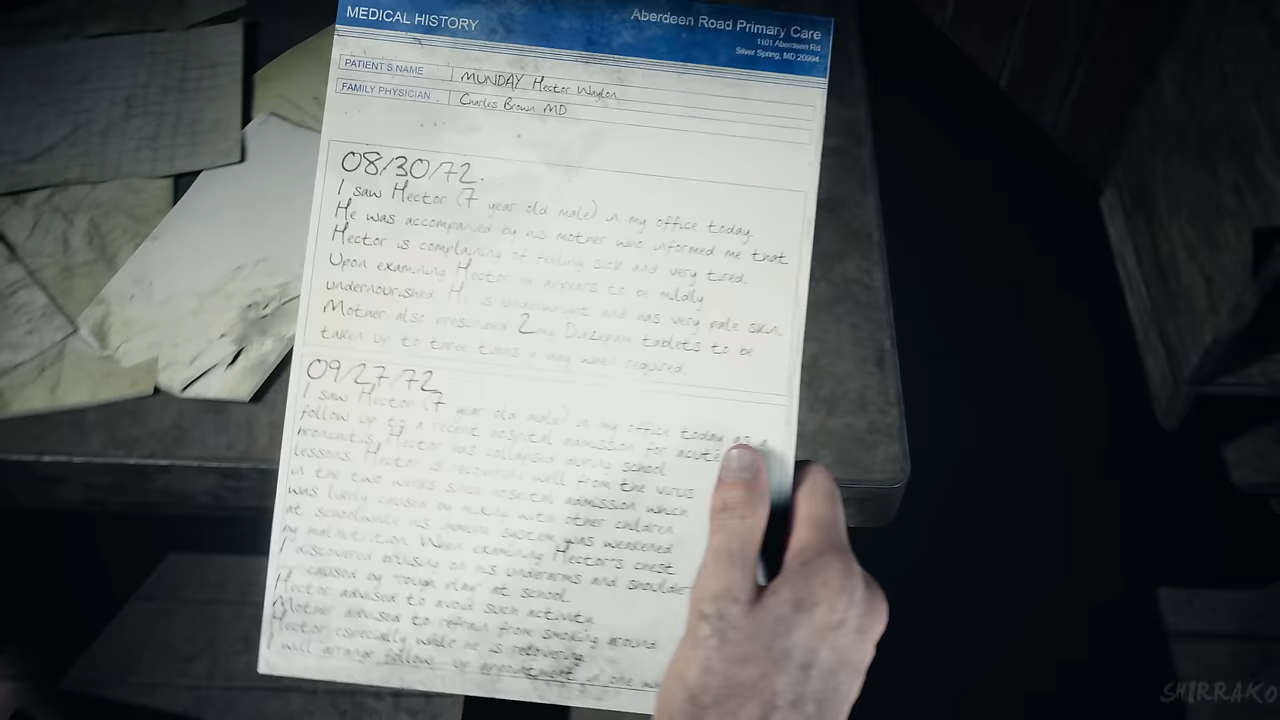 MEDICAL HISTORY
Aberdeen Road Primary Care
1101 Aberdeen Rd
Silver Spring, MD 20994
PATIENT'S NAME
MUNDAY Hector Waylon
FAMILY PHYSICIAN
Charles Brown MD
08/30/72.
I saw Hector (7 year old male) in my office today.
He was accompanied by his mother who informed me that
Hector is complaining of feeling sick and very tired.
Upon examining Hector he appears to be mildly
undernourished. He is underweight and has very pale skin.
Mother also prescribed 2mg Diazepam tablets to be
taken up to three times a day when required.
09/27/72
I saw Hector (7 year old male) in my office today as a
follow up to a recent hospital admission for acute
bronchitis. Hector was collapsed during school
lessons. Hector is recovering well from the virus
in the two weeks since hospital admission which
was likely caused by mixing with other children
at school while his immune system was weakened
by malnutrition. When examining Hector's chest
I discovered bruising on his underarms and shoulder
caused by 'rough play' at school.
Hector advised to avoid such activity.
Mother advised to refrain from smoking around
Hector, especially while he is recovering.
I will arrange follow up appointment in one
SHIRRAKO